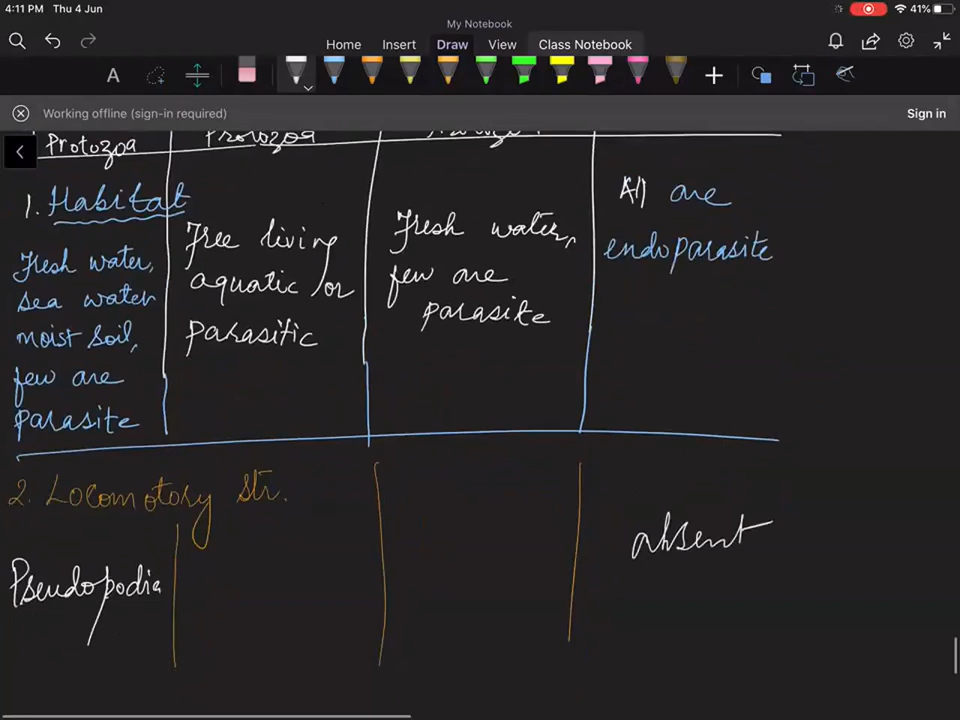 4:11 PM Thu 4 Jun
41%
My Notebook
Home Insert Draw View Class Notebook
A
Working offline (sign-in required)
Sign in
Protozoa Protozoa
1. Habitat
Fresh water,
sea water
moist soil,
few are
parasite
Free living
aquatic or
parasitic
Fresh water,
few are
parasite
All are
endoparasite
2. Locomotory str.
Pseudopodia
absent